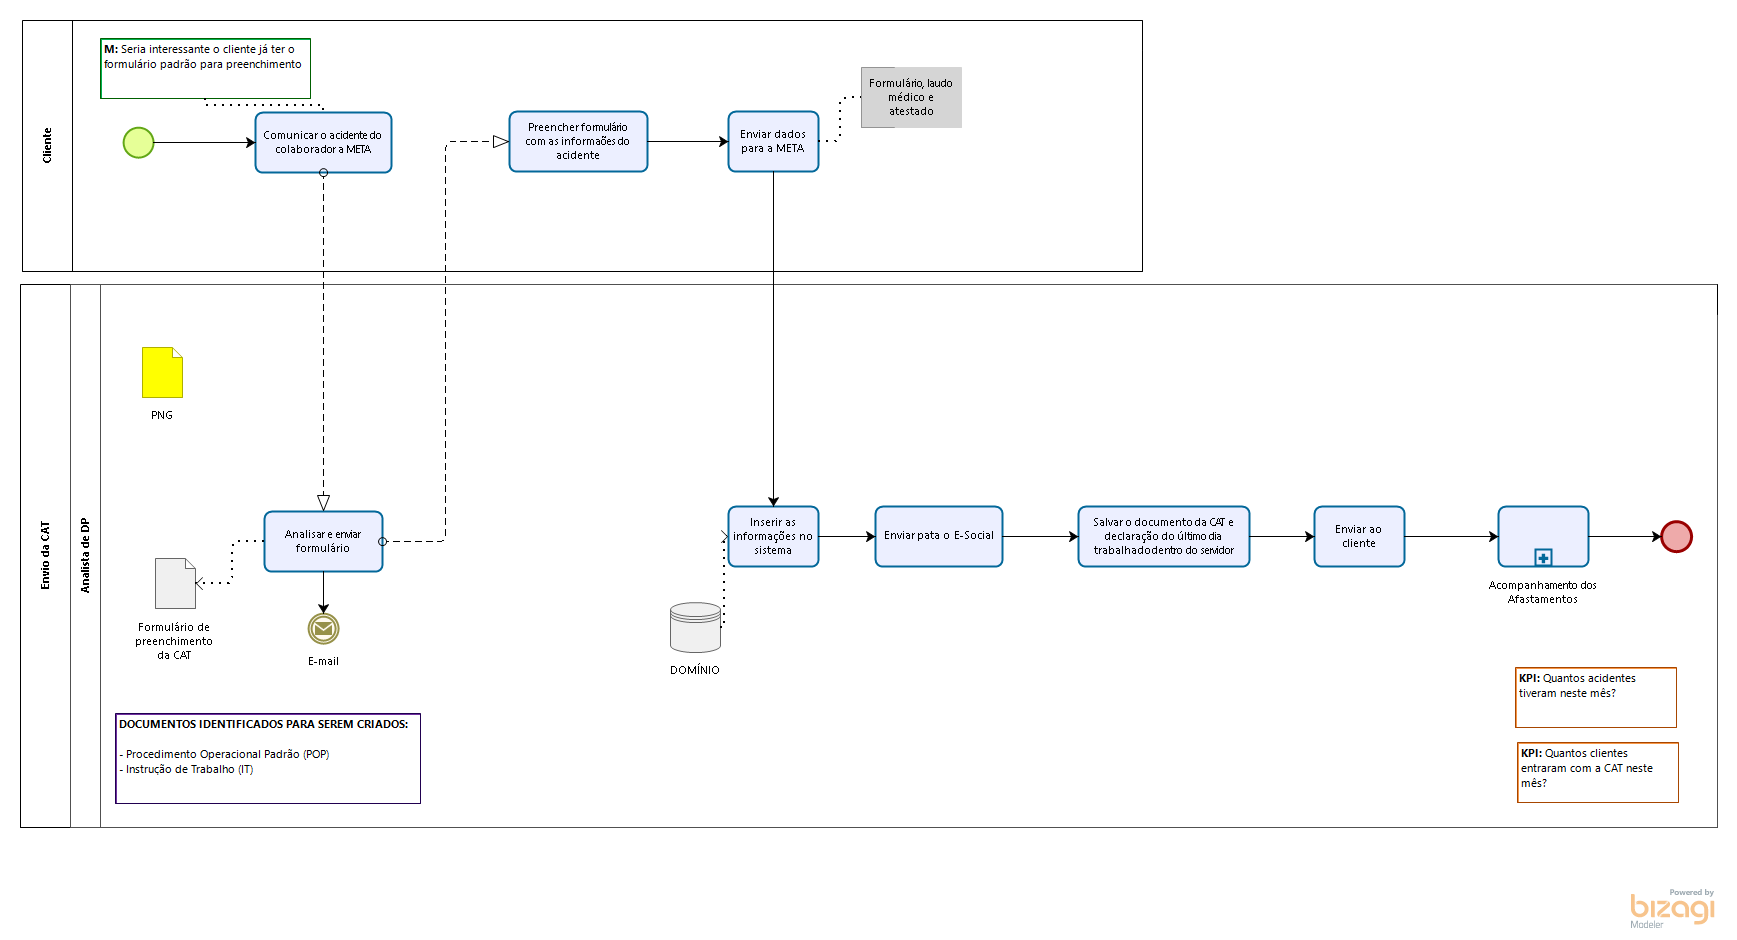 Cliente
M: Seria interessante o cliente já ter o
formulário padrão para preenchimento
Comunicar o acidente do
colaborador a META
Preencher formulário
com as informaões do
acidente
Enviar dados
para a META
Formulário, laudo
médico e
atestado
Envio da CAT
Analista de DP
PNG
Analisar e enviar
formulário
Formulário de
preenchimento
da CAT
E-mail
Inserir as
informações no
sistema
DOMÍNIO
Enviar pata o E-Social
Salvar o documento da CAT e
declaração do último dia
trabalhado dentro do servidor
Enviar ao
cliente
Acompanhamento dos
Afastamentos
KPI: Quantos acidentes
tiveram neste mês?
KPI: Quantos clientes
entraram com a CAT neste
mês?
DOCUMENTOS IDENTIFICADOS PARA SEREM CRIADOS:
- Procedimento Operacional Padrão (POP)
- Instrução de Trabalho (IT)
Powered by
bizagi
Modeler